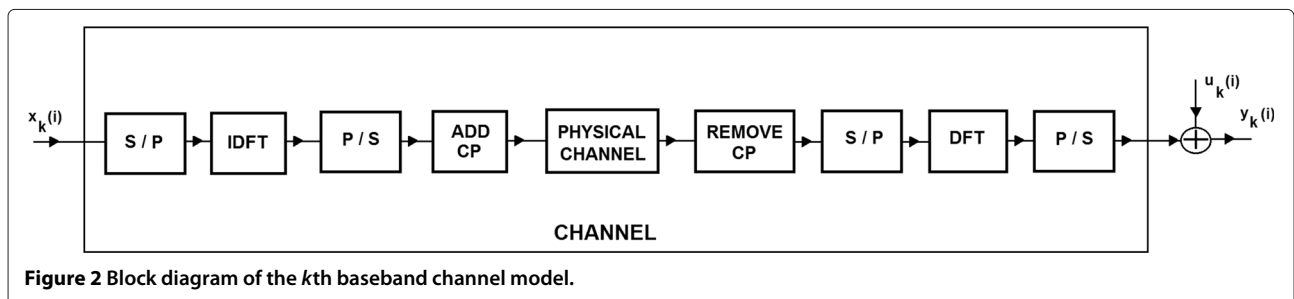 x_k(i)
S / P
IDFT
P / S
ADD
CP
PHYSICAL
CHANNEL
REMOVE
CP
S / P
DFT
P / S
u_k(i)
y_k(i)
+
CHANNEL
Figure 2 Block diagram of the kth baseband channel model.